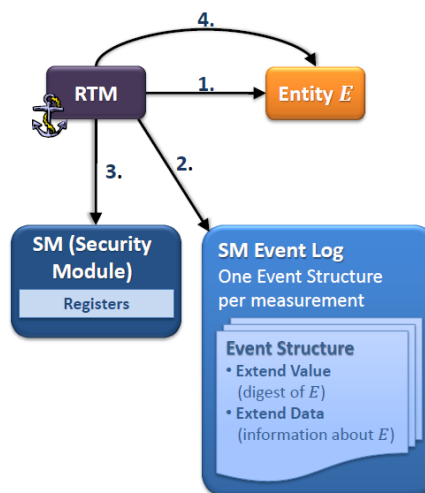 4.
RTM
1.
Entity E
3.
2.
SM (Security
Module)
Registers
SM Event Log
One Event Structure
per measurement
Event Structure
• Extend Value
(digest of E)
• Extend Data
(information about E)